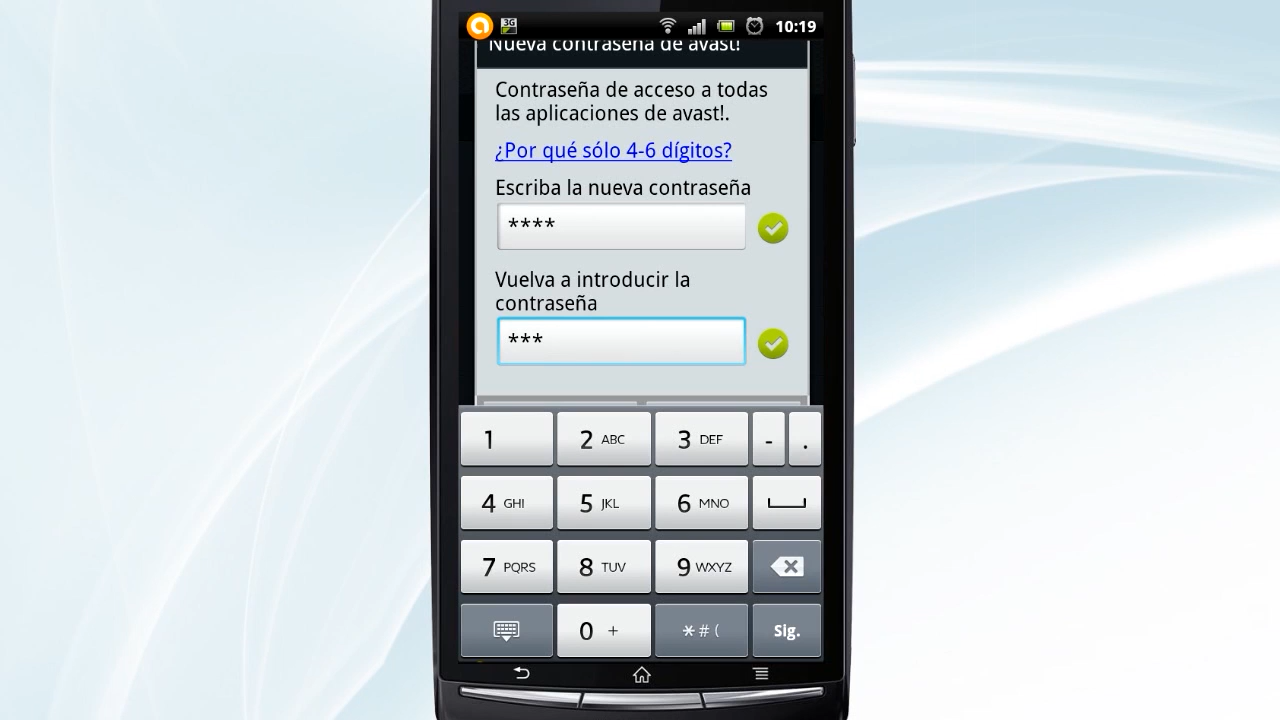 3G
10:19
Nueva contraseña de avast!
Contraseña de acceso a todas
las aplicaciones de avast!.
¿Por qué sólo 4-6 dígitos?
Escriba la nueva contraseña
****
Vuelva a introducir la
contraseña
***
1 2 ABC 3 DEF - .
4 GHI 5 JKL 6 MNO
7 PQRS 8 TUV 9 WXYZ
0 + *#( Sig.